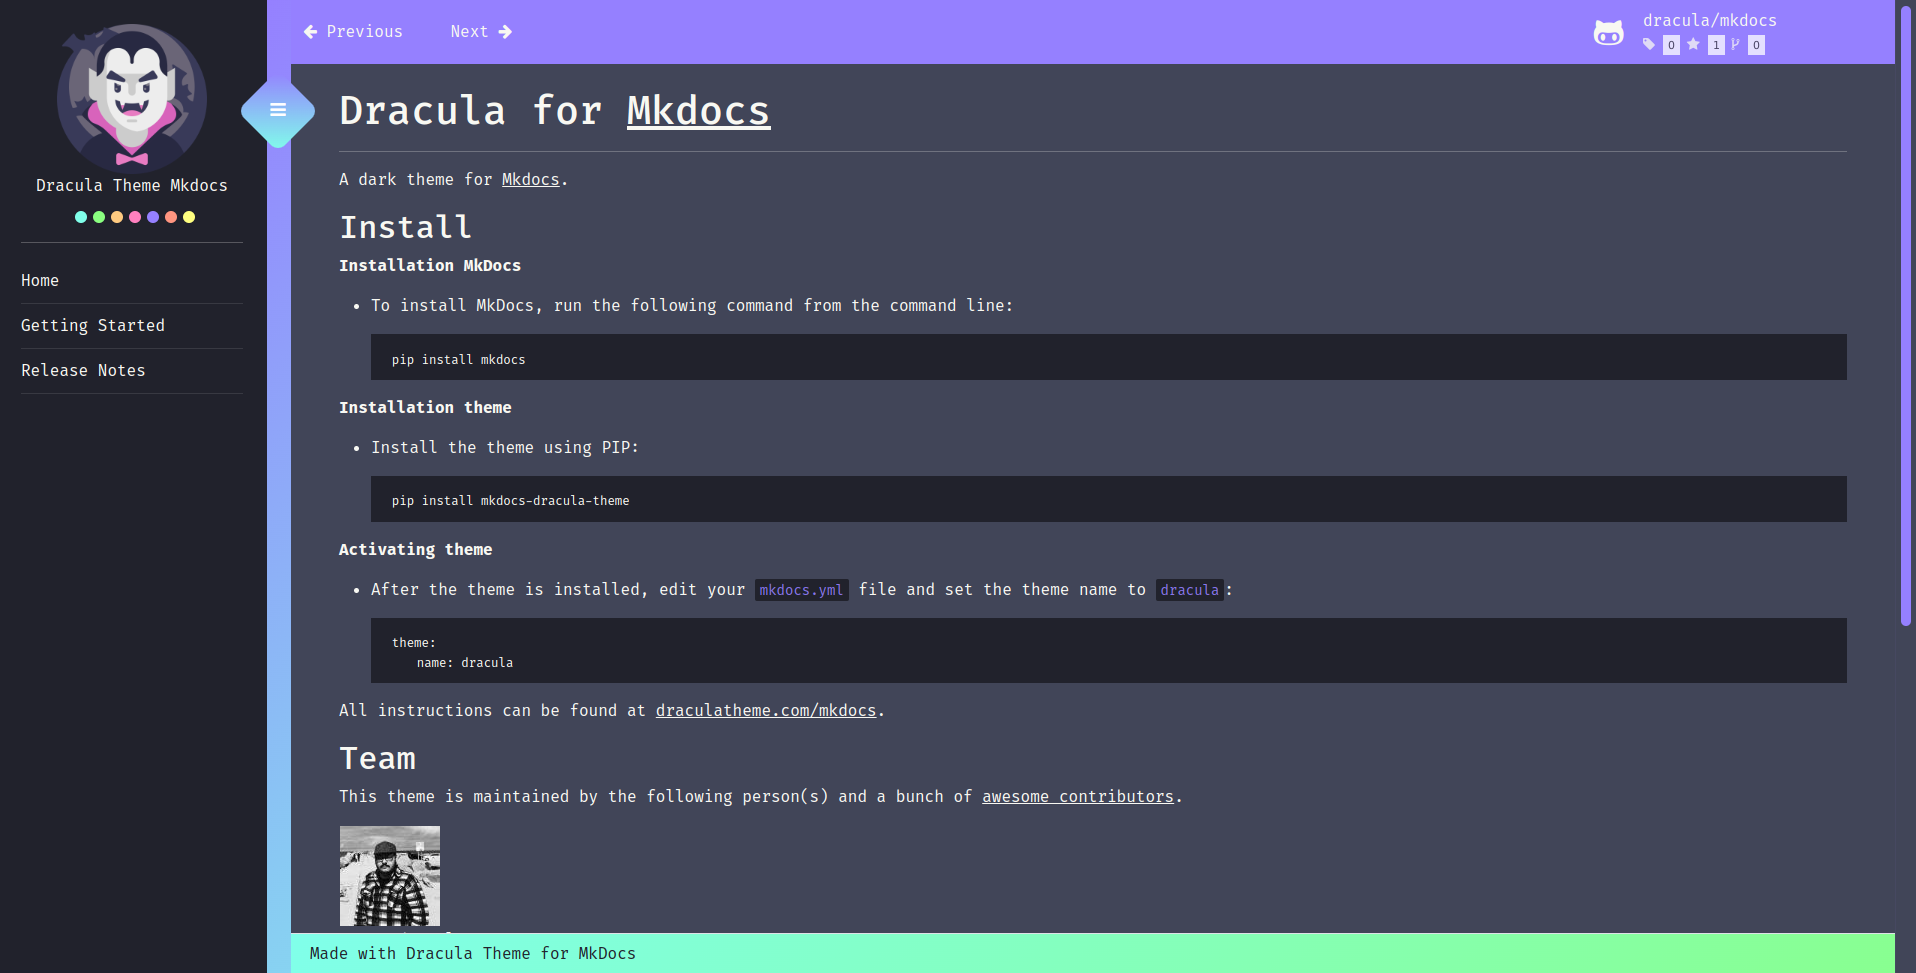 Dracula Theme Mkdocs
Home
Getting Started
Release Notes
Previous
Next
dracula/mkdocs
0 1 0
Dracula for Mkdocs
A dark theme for Mkdocs.
Install
Installation MkDocs
To install MkDocs, run the following command from the command line:
pip install mkdocs
Installation theme
Install the theme using PIP:
pip install mkdocs-dracula-theme
Activating theme
After the theme is installed, edit your mkdocs.yml file and set the theme name to dracula:
theme:
name: dracula
All instructions can be found at draculatheme.com/mkdocs.
Team
This theme is maintained by the following person(s) and a bunch of awesome contributors.
Made with Dracula Theme for MkDocs